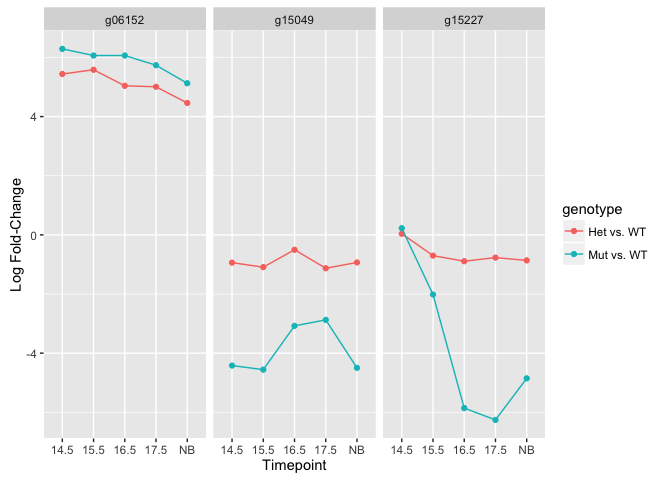 g06152 g15049 g15227
Log Fold-Change
4
0
-4
14.5 15.5 16.5 17.5 NB 14.5 15.5 16.5 17.5 NB 14.5 15.5 16.5 17.5 NB
Timepoint
genotype
Het vs. WT
Mut vs. WT